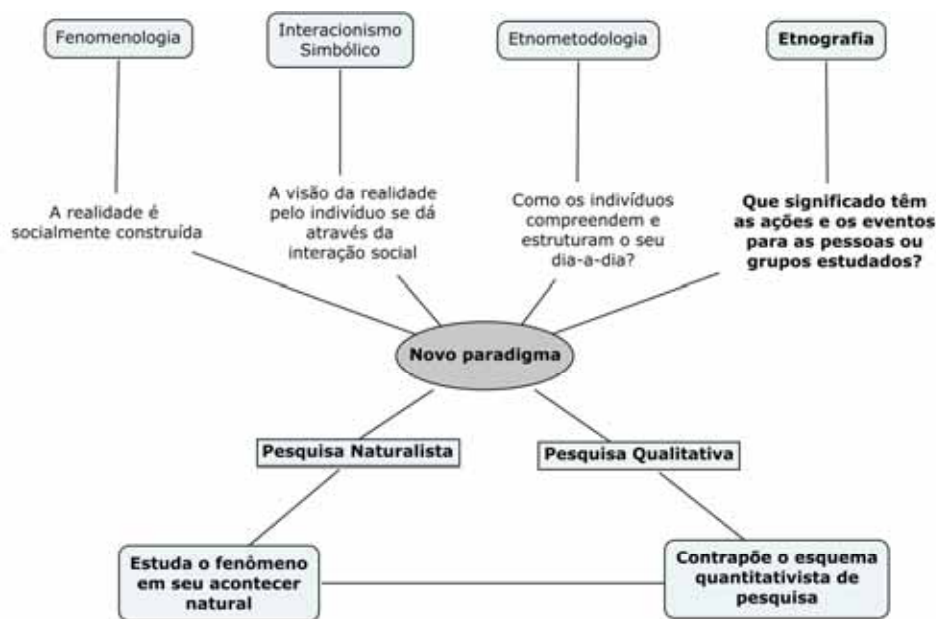 Fenomenologia
Interacionismo
Simbólico
Etnometodologia
Etnografia
A realidade é
socialmente construída
A visão da realidade
pelo indivíduo se dá
através da
interação social
Como os indivíduos
compreendem e
estruturam o seu
dia-a-dia?
Que significado têm
as ações e os eventos
para as pessoas ou
grupos estudados?
Novo paradigma
Pesquisa Naturalista
Pesquisa Qualitativa
Estuda o fenômeno
em seu acontecer
natural
Contrapõe o esquema
quantitativista de
pesquisa